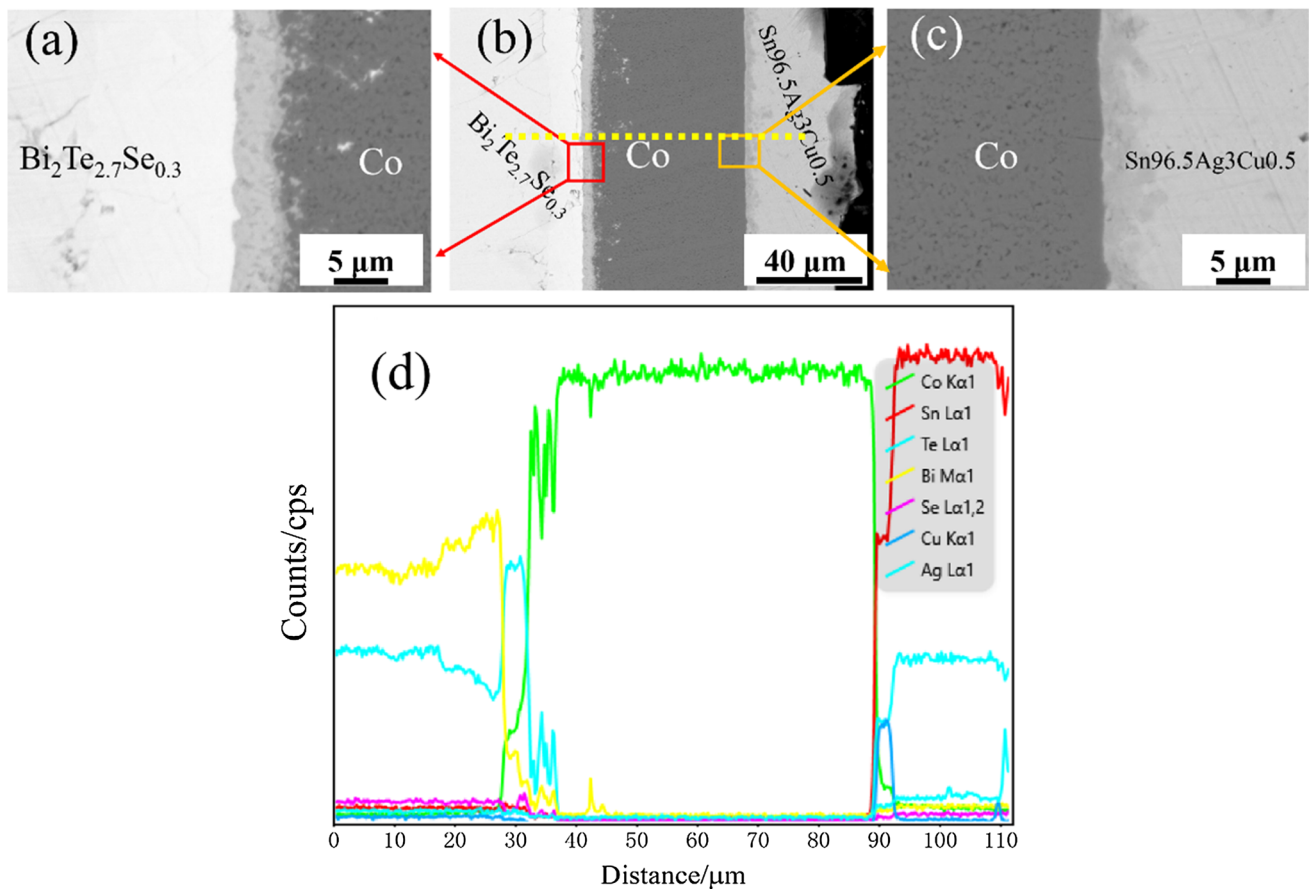 (a)
Bi₂Te₂.₇Se₀.₃
Co
5 μm
(b)
Bi₂Te₂.₇Se₀.₃
Co
Sn96.5Ag3Cu0.5
40 μm
(c)
Co
Sn96.5Ag3Cu0.5
5 μm
(d)
Counts/cps
Co Kα1
Sn Lα1
Te Lα1
Bi Mα1
Se Lα1,2
Cu Kα1
Ag Lα1
0 10 20 30 40 50 60 70 80 90 100 110
Distance/μm